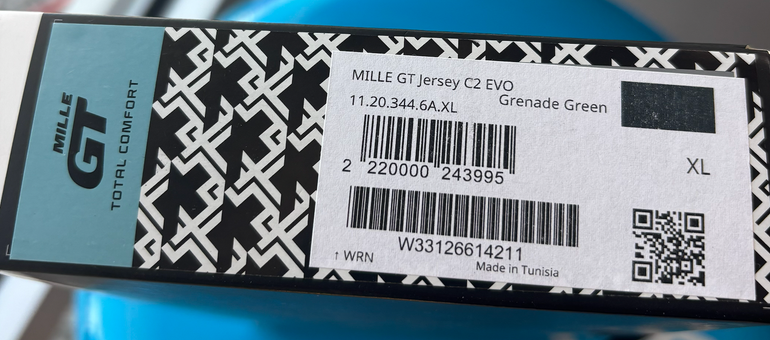 MILLE
GT
TOTAL COMFORT
MILLE GT Jersey C2 EVO
11.20.344.6A.XL
Grenade Green
XL
2 220000 243995
W33126614211
↑ WRN
Made in Tunisia